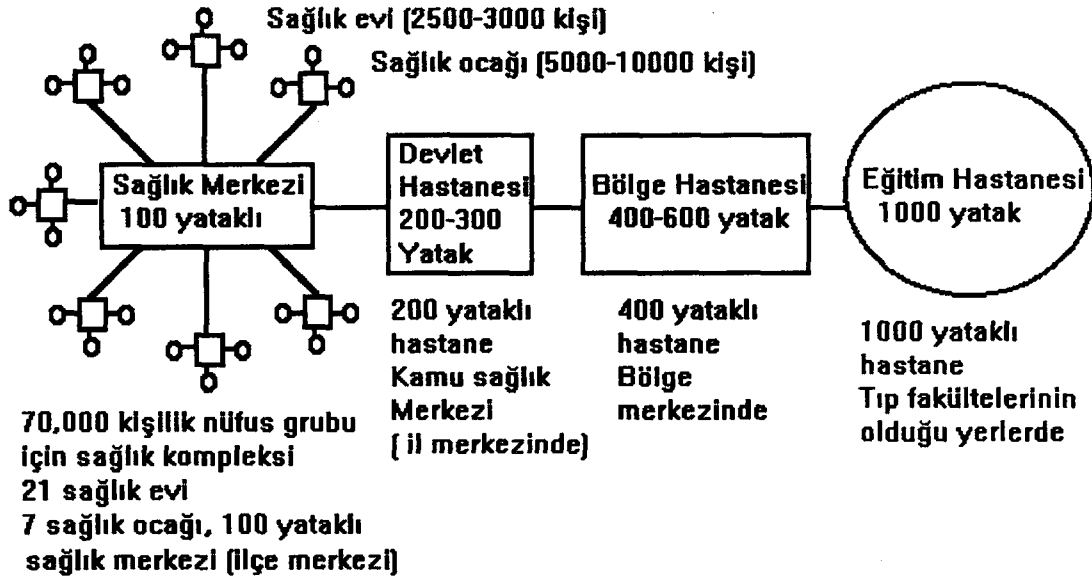 Sağlık evi (2500-3000 kişi)
Sağlık ocağı (5000-10000 kişi)
Sağlık Merkezi
100 yataklı
Devlet
Hastanesi
200-300
Yatak
Bölge Hastanesi
400-600 yatak
Eğitim Hastanesi
1000 yatak
200 yataklı
hastane
Kamu sağlık
Merkezi
( il merkezinde)
400 yataklı
hastane
Bölge
merkezinde
1000 yataklı
hastane
Tıp fakültelerinin
olduğu yerlerde
70,000 kişilik nüfus grubu
için sağlık kompleksi
21 sağlık evi
7 sağlık ocağı, 100 yataklı
sağlık merkezi (ilçe merkezi)